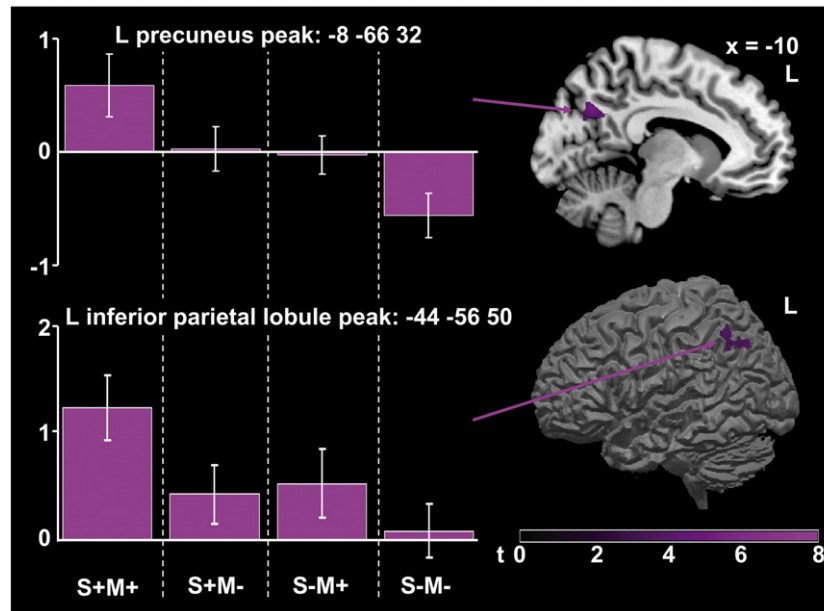 L precuneus peak: -8 -66 32
1
0
-1
x = -10
L
L inferior parietal lobule peak: -44 -56 50
2
1
0
L
S+M+ S+M- S-M+ S-M-
t 0 2 4 6 8